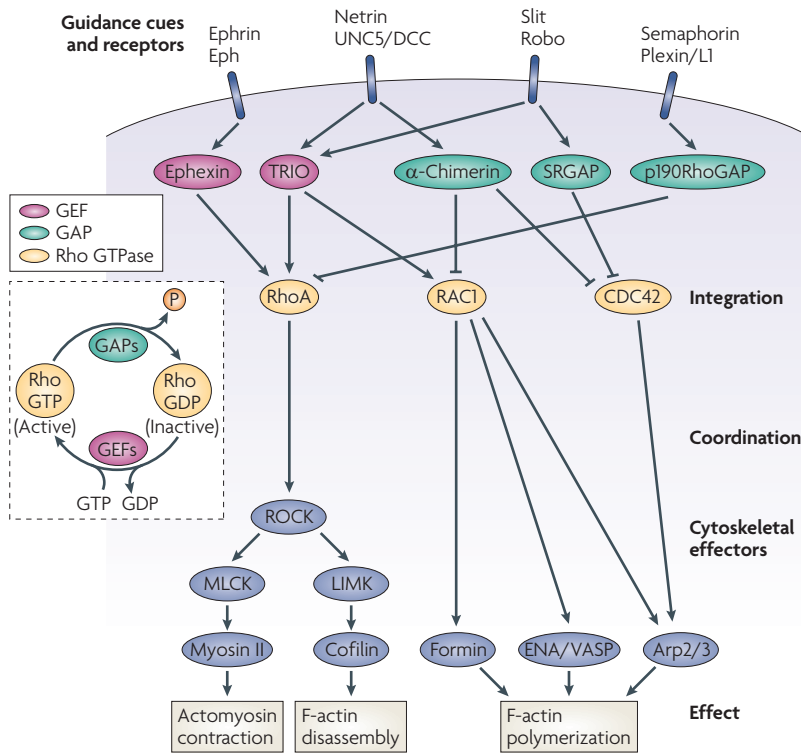 Guidance cues
and receptors
Ephrin
Eph
Netrin
UNC5/DCC
Slit
Robo
Semaphorin
Plexin/L1
Ephexin
TRIO
α-Chimerin
SRGAP
p190RhoGAP
GEF
GAP
Rho GTPase
RhoA
RAC1
CDC42
Integration
P
GAPs
Rho
GTP
(Active)
Rho
GDP
(Inactive)
GEFs
GTP
GDP
Coordination
ROCK
Cytoskeletal
effectors
MLCK
LIMK
Myosin II
Cofilin
Formin
ENA/VASP
Arp2/3
Actomyosin
contraction
F-actin
disassembly
F-actin
polymerization
Effect